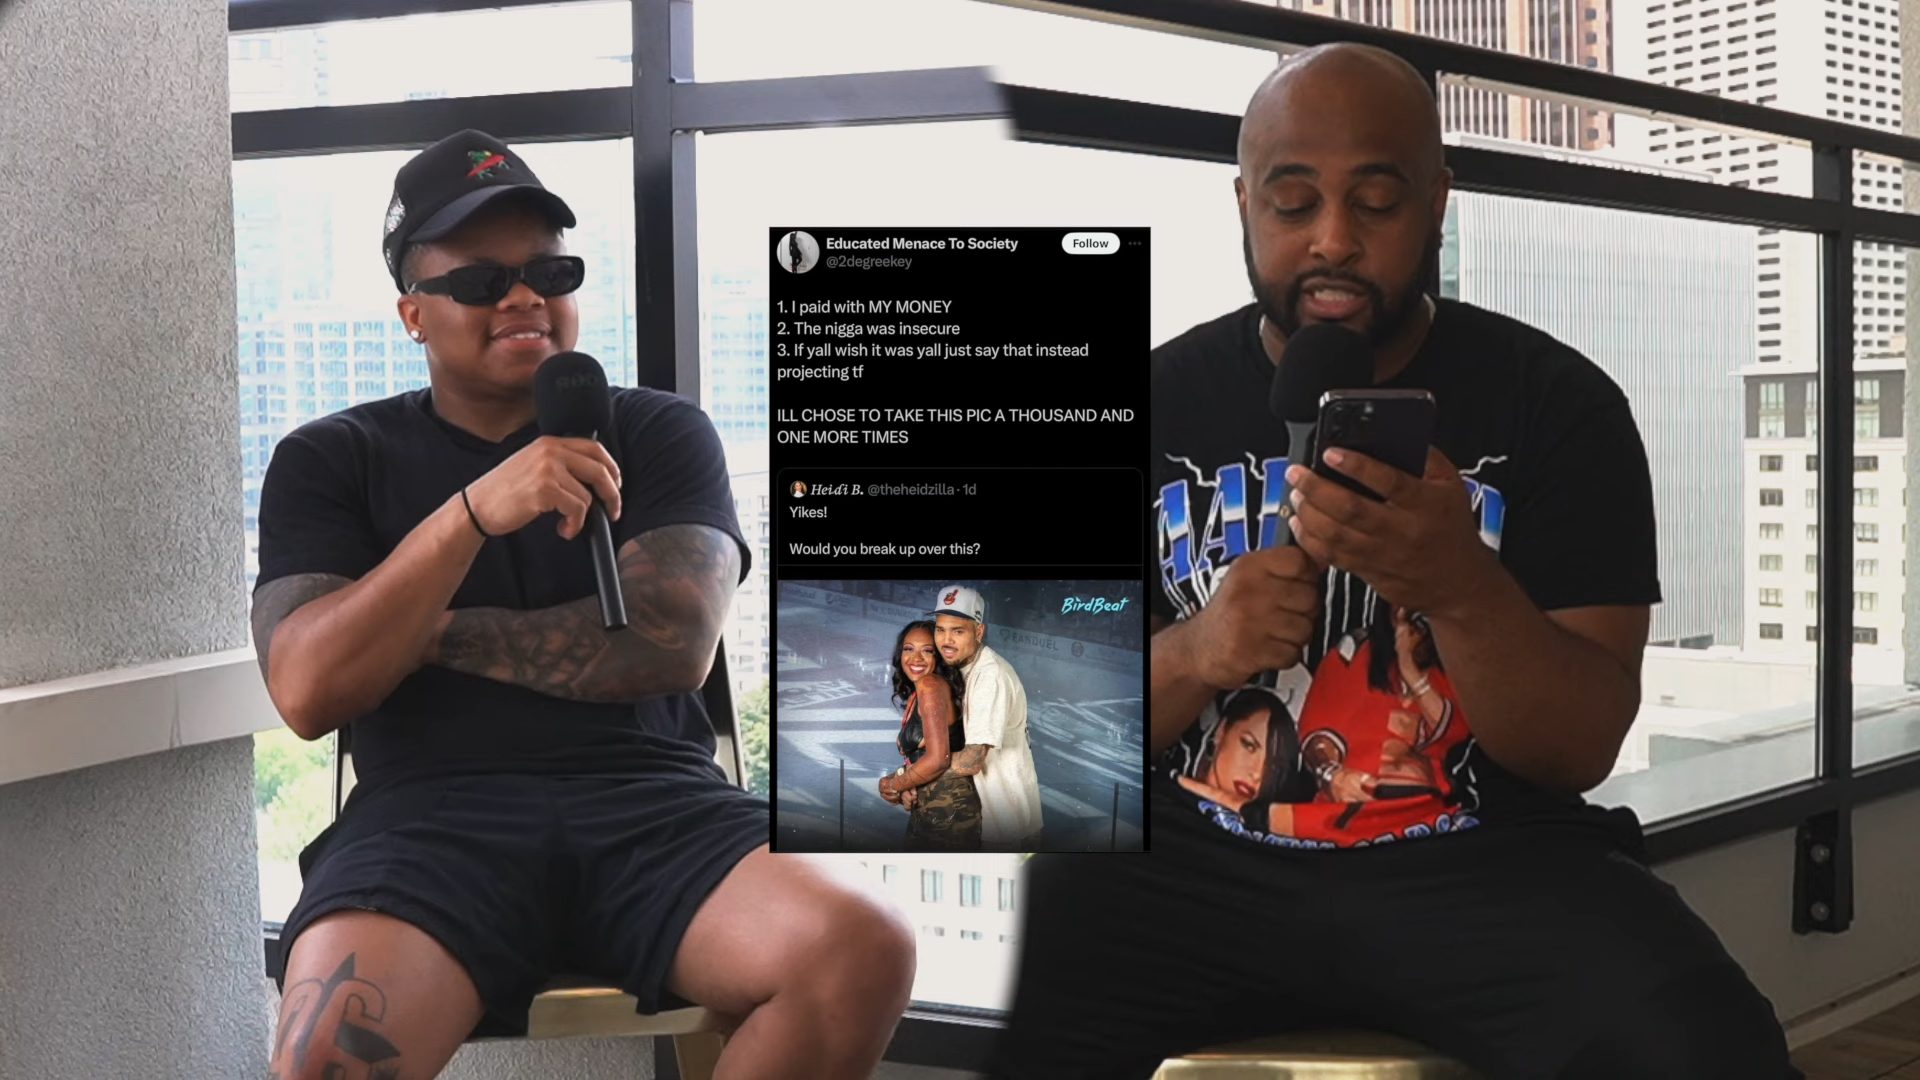 Educated Menace To Society
Follow
@2degreekey
1. I paid with MY MONEY
2. The nigga was insecure
3. If yall wish it was yall just say that instead
projecting tf
ILL CHOSE TO TAKE THIS PIC A THOUSAND AND
ONE MORE TIMES
Heidi B. @theheidzilla · 1d
Yikes!
Would you break up over this?
BirdBeat